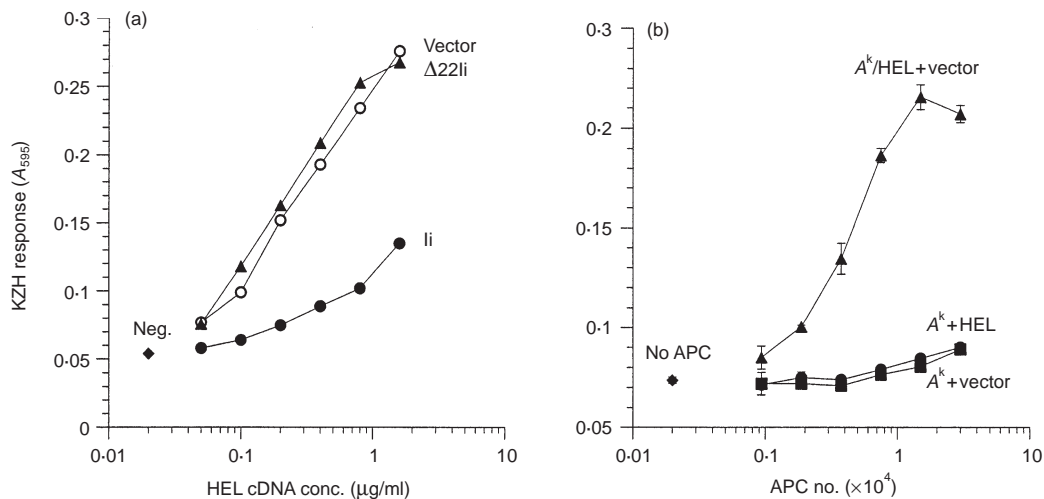 (a)
0·3
0·25
0·2
0·15
0·1
0·05
0
KZH response (A595)
Vector
Δ22Ii
Ii
Neg.
0·01
0·1
1
10
HEL cDNA conc. (μg/ml)
(b)
0·2
0·15
0·1
0·05
Aᵏ/HEL+vector
No APC
Aᵏ+HEL
Aᵏ+vector
0·01
0·1
1
10
APC no. (×10⁴)